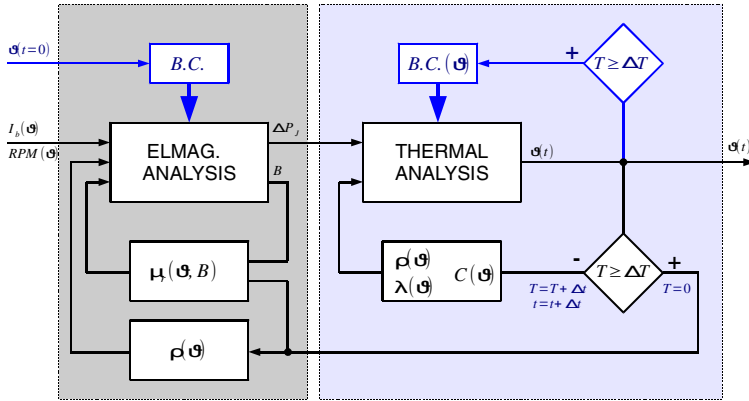 ϑ(t=0)
B.C.
I_b(ϑ)
RPM(ϑ)
ELMAG.
ANALYSIS
ΔP_J
B
μ_r(ϑ, B)
ρ(ϑ)
B.C.(ϑ)
+
T ≥ ΔT
THERMAL
ANALYSIS
ϑ(t)
ϑ(t)
ρ(ϑ)
λ(ϑ)
C(ϑ)
-
T=T+Δt
t=t+Δt
T ≥ ΔT
+
T=0